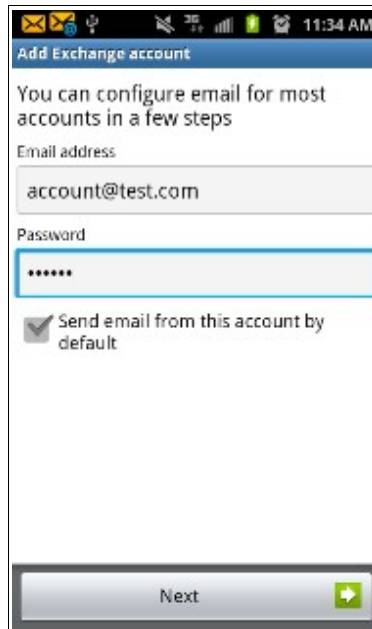 3G 11:34 AM
Add Exchange account
You can configure email for most
accounts in a few steps
Email address
account@test.com
Password
••••••
Send email from this account by
default
Next